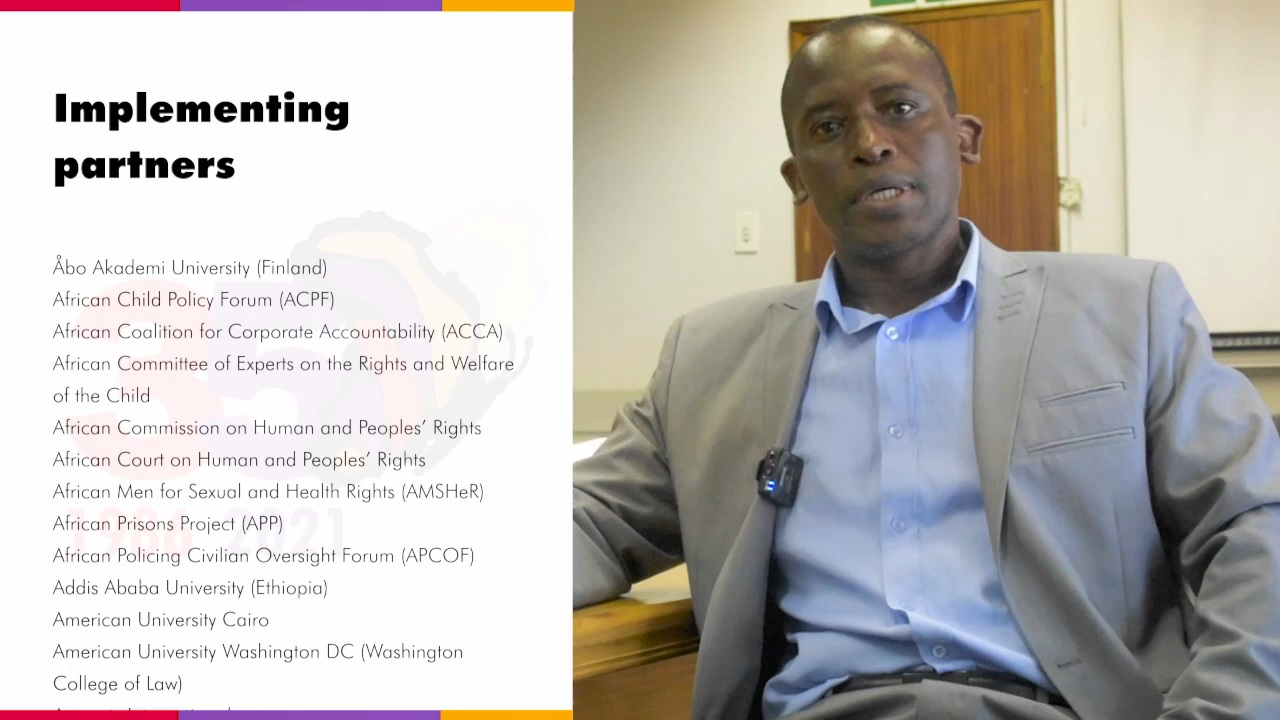 Implementing
partners
Åbo Akademi University (Finland)
African Child Policy Forum (ACPF)
African Coalition for Corporate Accountability (ACCA)
African Committee of Experts on the Rights and Welfare
of the Child
African Commission on Human and Peoples’ Rights
African Court on Human and Peoples’ Rights
African Men for Sexual and Health Rights (AMSHeR)
African Prisons Project (APP)
African Policing Civilian Oversight Forum (APCOF)
Addis Ababa University (Ethiopia)
American University Cairo
American University Washington DC (Washington
College of Law)
35
1986-2021